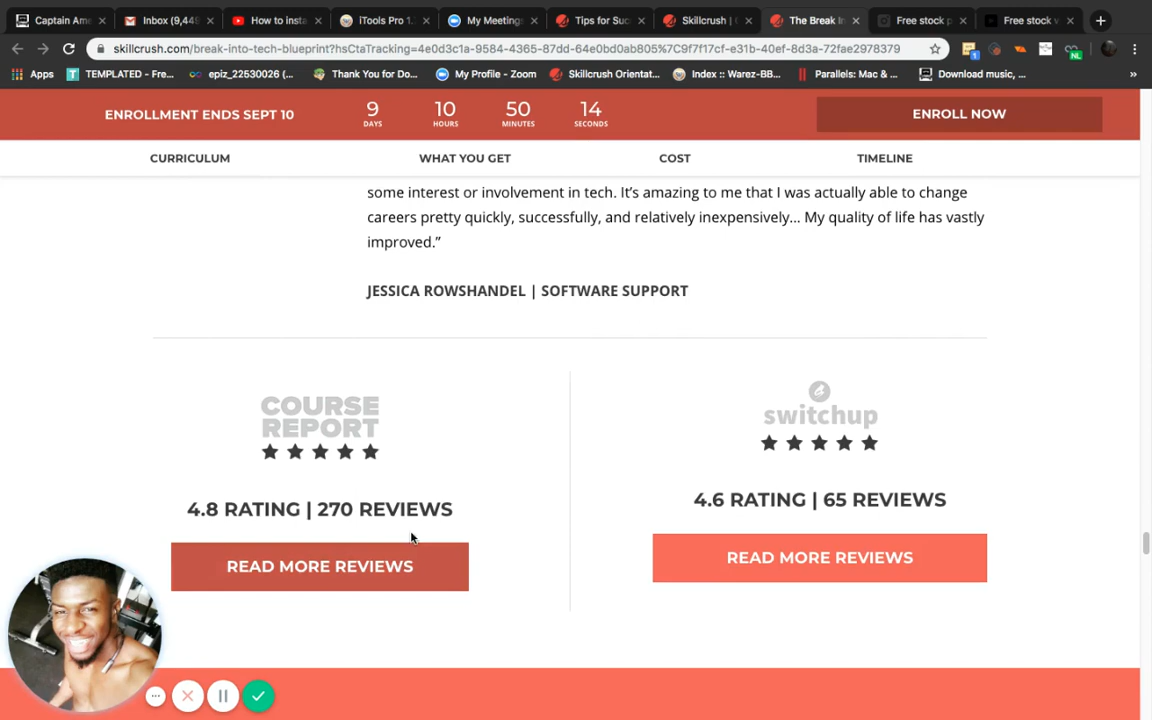 Captain Ame
Inbox (9,44
How to insta
iTools Pro 1.
My Meetings
Tips for Suc
Skillcrush | 
The Break In
Free stock p
Free stock v
skillcrush.com/break-into-tech-blueprint?hsCtaTracking=4e0d3c1a-9584-4365-87dd-64e0bd0ab805%7C9f7f17cf-e31b-40ef-8d3a-72fae2978379
Apps
TEMPLATED - Fre...
epiz_22530026 (...
Thank You for Do...
My Profile - Zoom
Skillcrush Orientat...
Index :: Warez-BB...
Parallels: Mac & ...
Download music, ...
ENROLLMENT ENDS SEPT 10
9 10 50 14
DAYS HOURS MINUTES SECONDS
ENROLL NOW
CURRICULUM WHAT YOU GET COST TIMELINE
some interest or involvement in tech. It's amazing to me that I was actually able to change
careers pretty quickly, successfully, and relatively inexpensively... My quality of life has vastly
improved."
JESSICA ROWSHANDEL | SOFTWARE SUPPORT
COURSE
REPORT
4.8 RATING | 270 REVIEWS
READ MORE REVIEWS
switchup
4.6 RATING | 65 REVIEWS
READ MORE REVIEWS